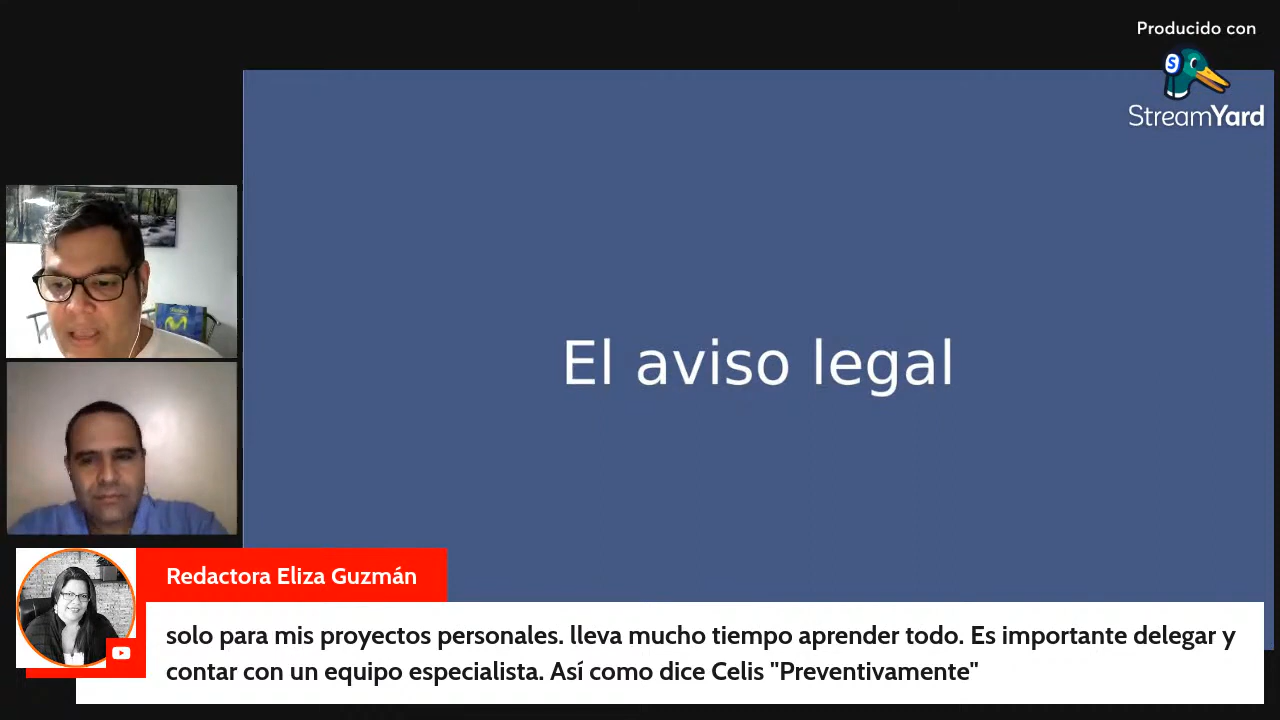 Producido con
StreamYard
El aviso legal
Redactora Eliza Guzmán
solo para mis proyectos personales. lleva mucho tiempo aprender todo. Es importante delegar y
contar con un equipo especialista. Así como dice Celis "Preventivamente"